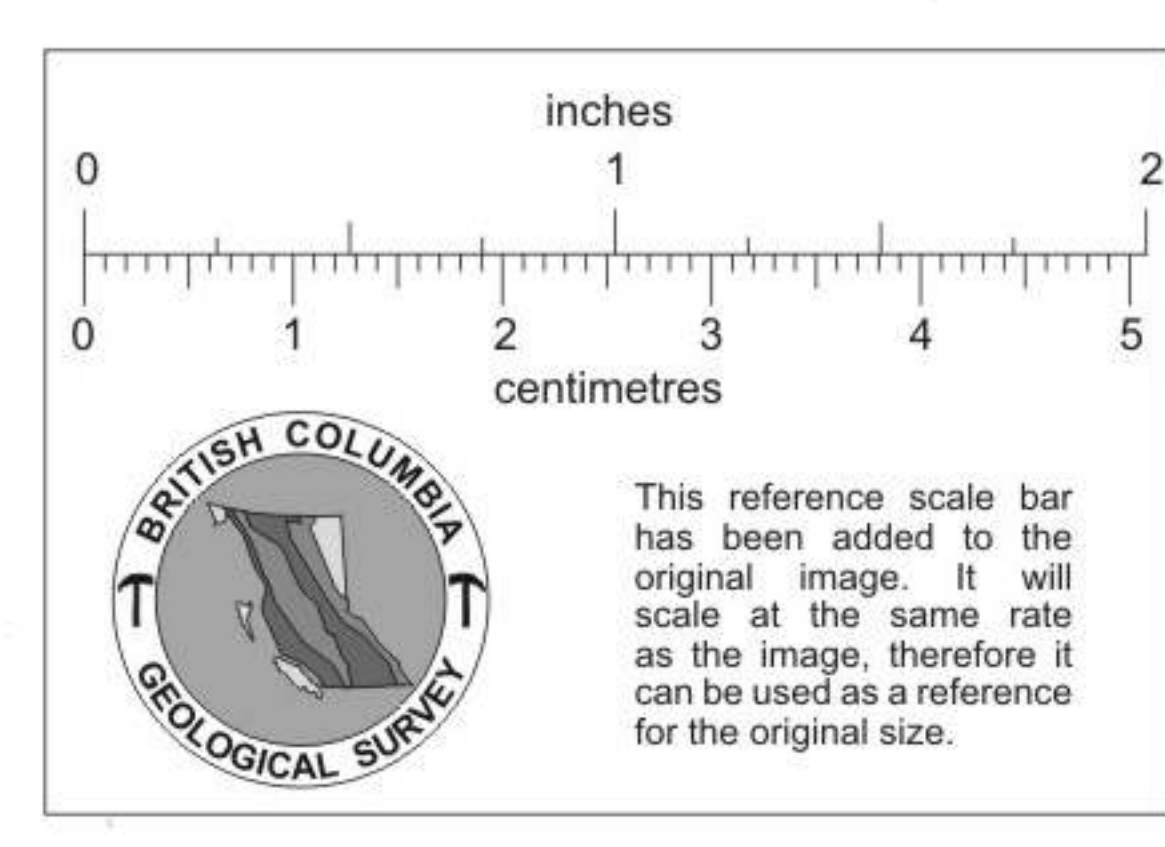 inches
0 1 2
0 1 2 3 4 5
centimetres
BRITISH COLUMBIA
GEOLOGICAL SURVEY
This reference scale bar
has been added to the
original image. It will
scale at the same rate
as the image, therefore it
can be used as a reference
for the original size.